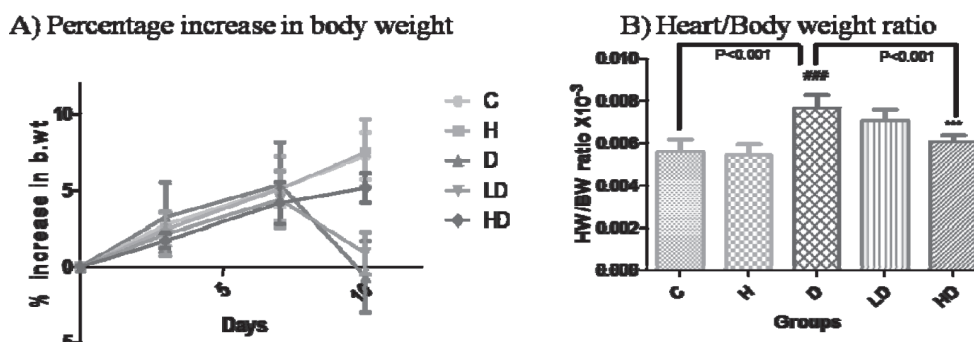 A) Percentage increase in body weight
% Increase in b.wt
10
5
0
5
5
10
Days
C
H
D
LD
HD
B) Heart/Body weight ratio
HW/BW ratio X10-3
0.010
0.008
0.006
0.004
0.002
0.000
P<0.001
P<0.001
###
***
C
H
D
LD
HD
Groups